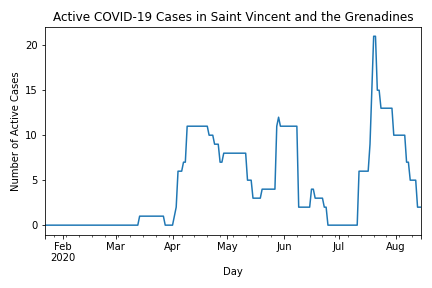 Active COVID-19 Cases in Saint Vincent and the Grenadines
Number of Active Cases
20
15
10
5
0
Feb Mar Apr May Jun Jul Aug
2020
Day